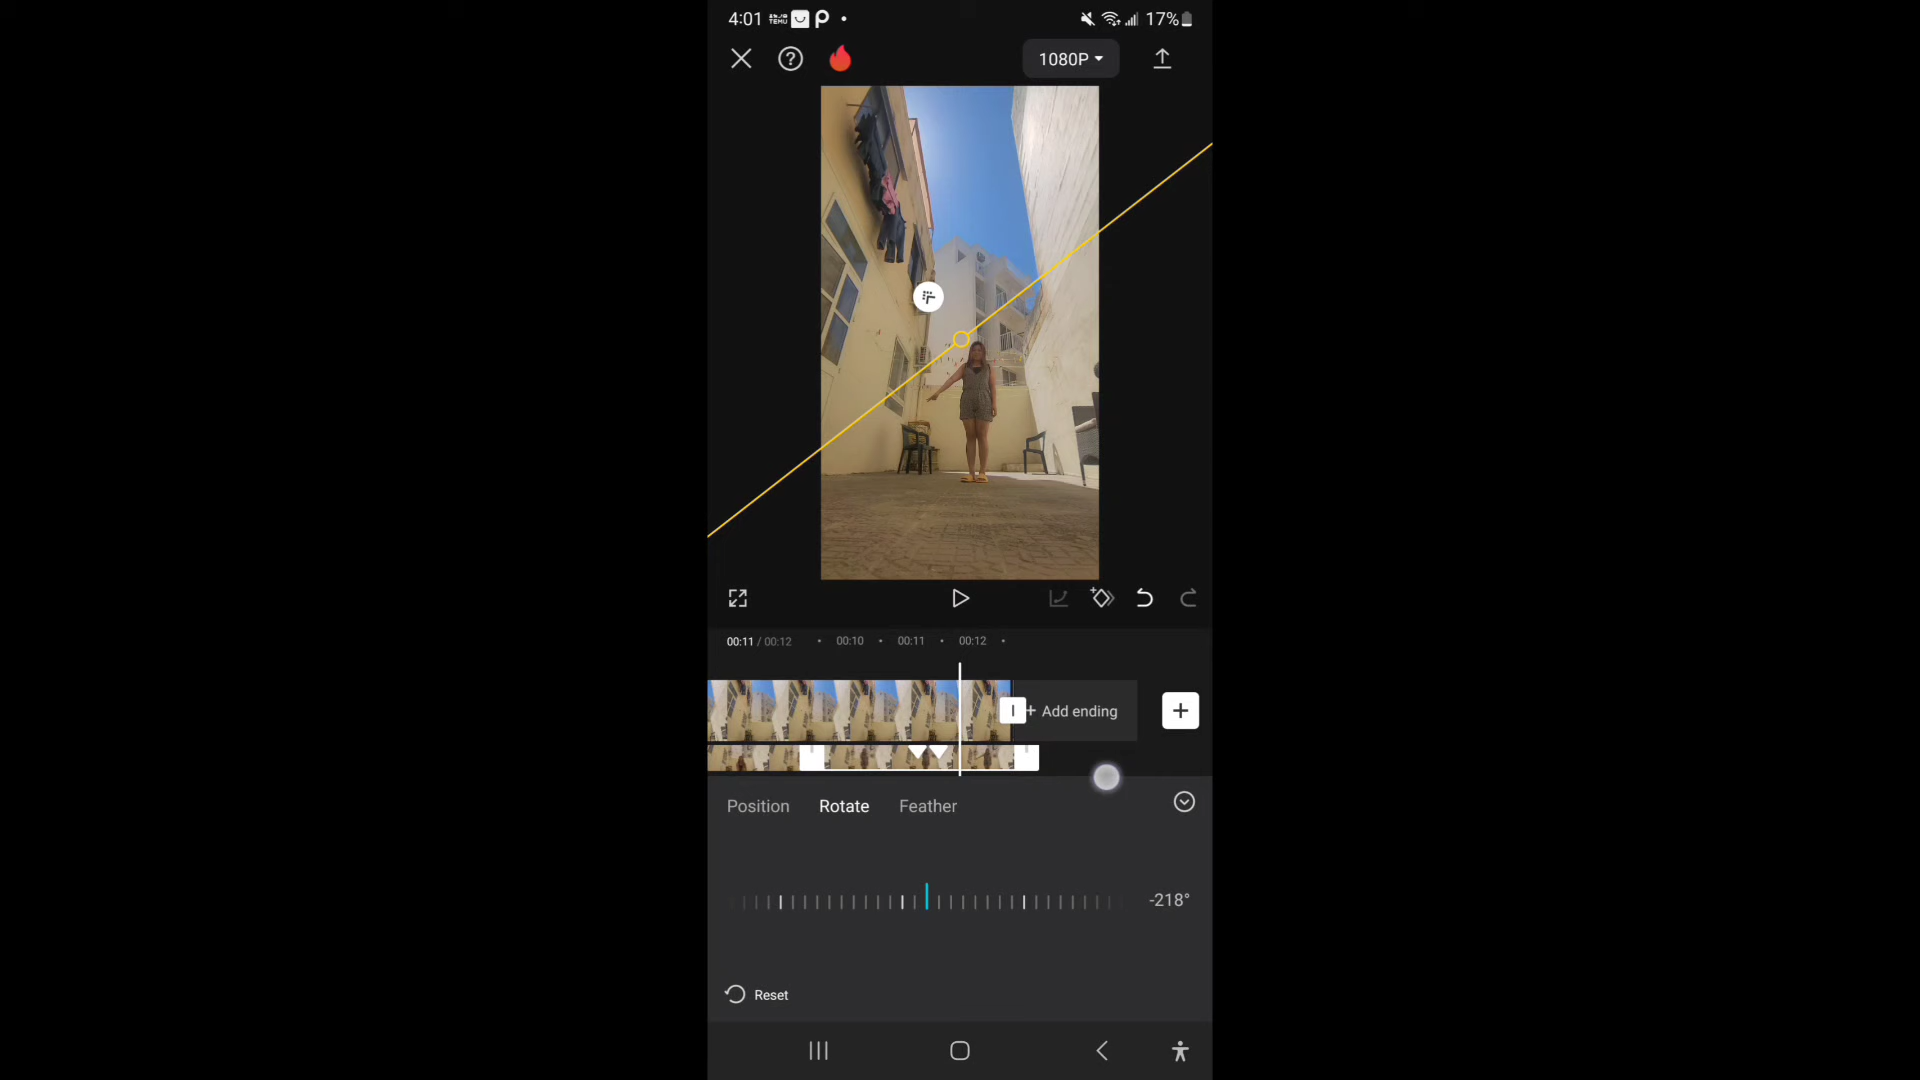 4:01 TEMU 17%
1080P
00:11 / 00:12 00:10 00:11 00:12
+ Add ending
Position Rotate Feather
-218°
Reset